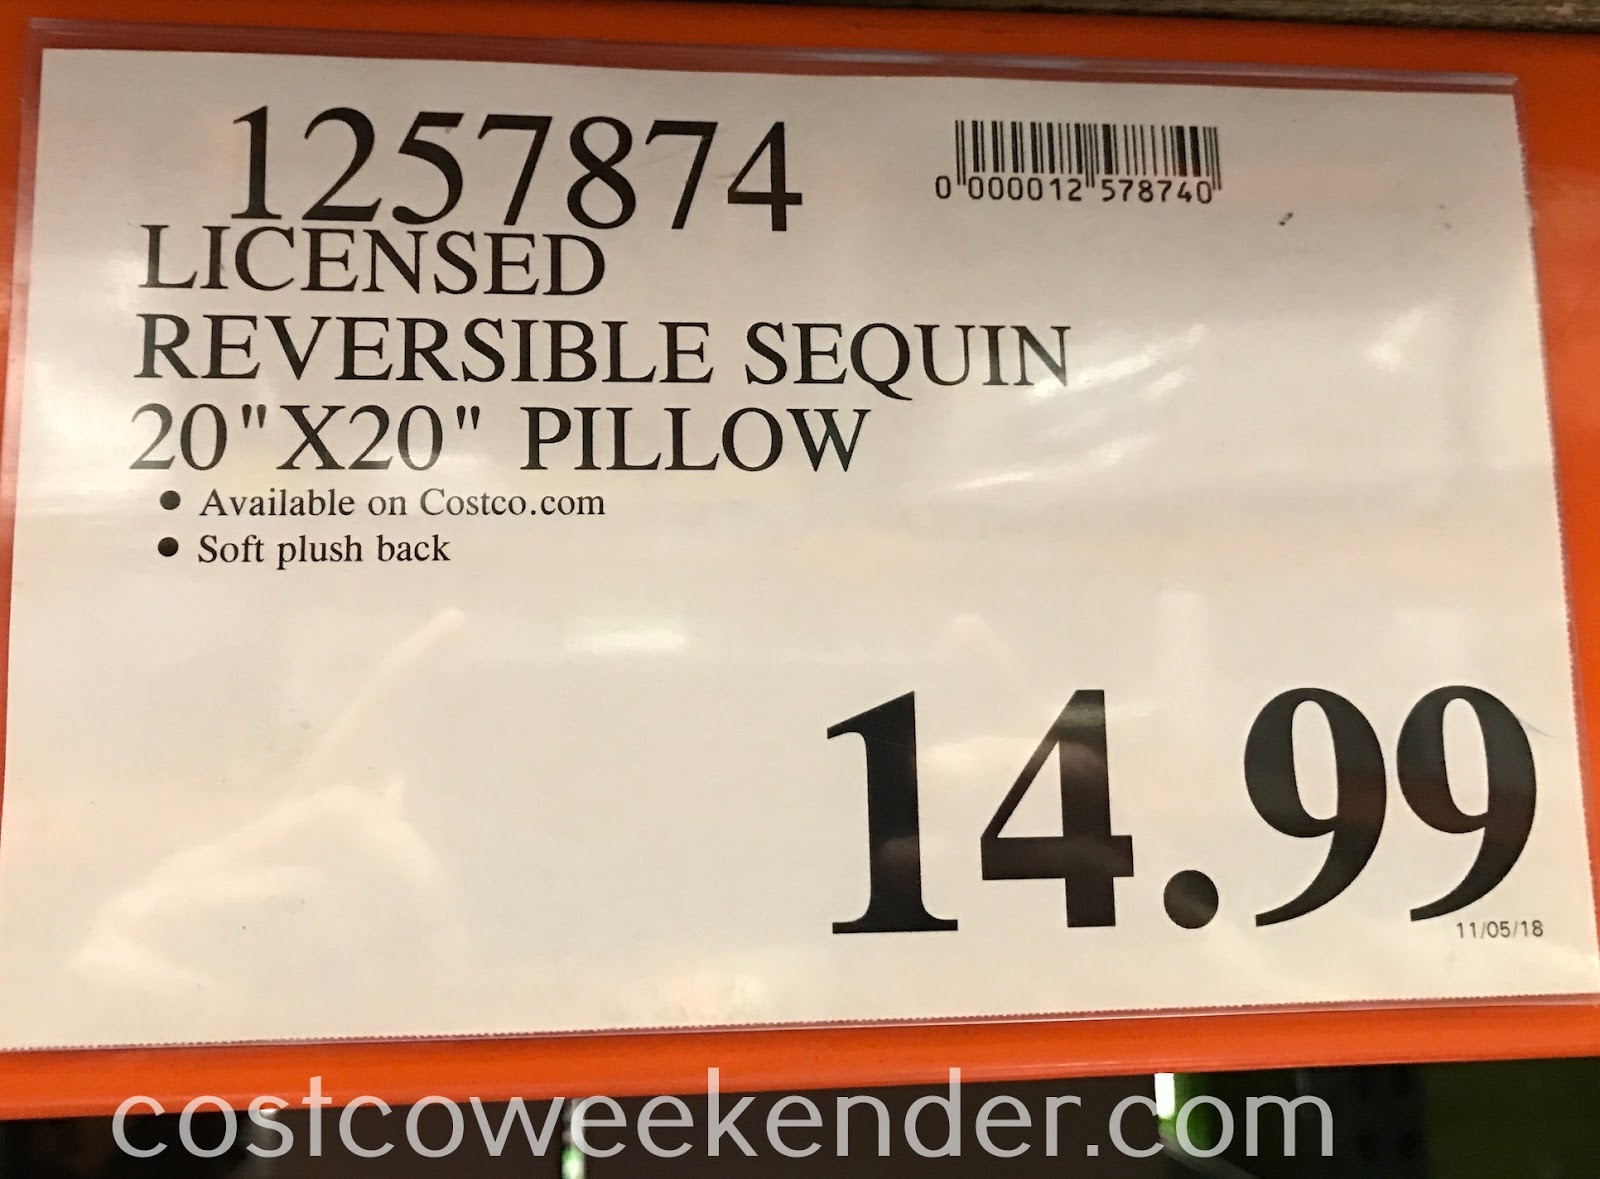 1257874
0 000012 578740
LICENSED
REVERSIBLE SEQUIN
20"X20" PILLOW
• Available on Costco.com
• Soft plush back
14.99
11/05/18
costcoweekender.com